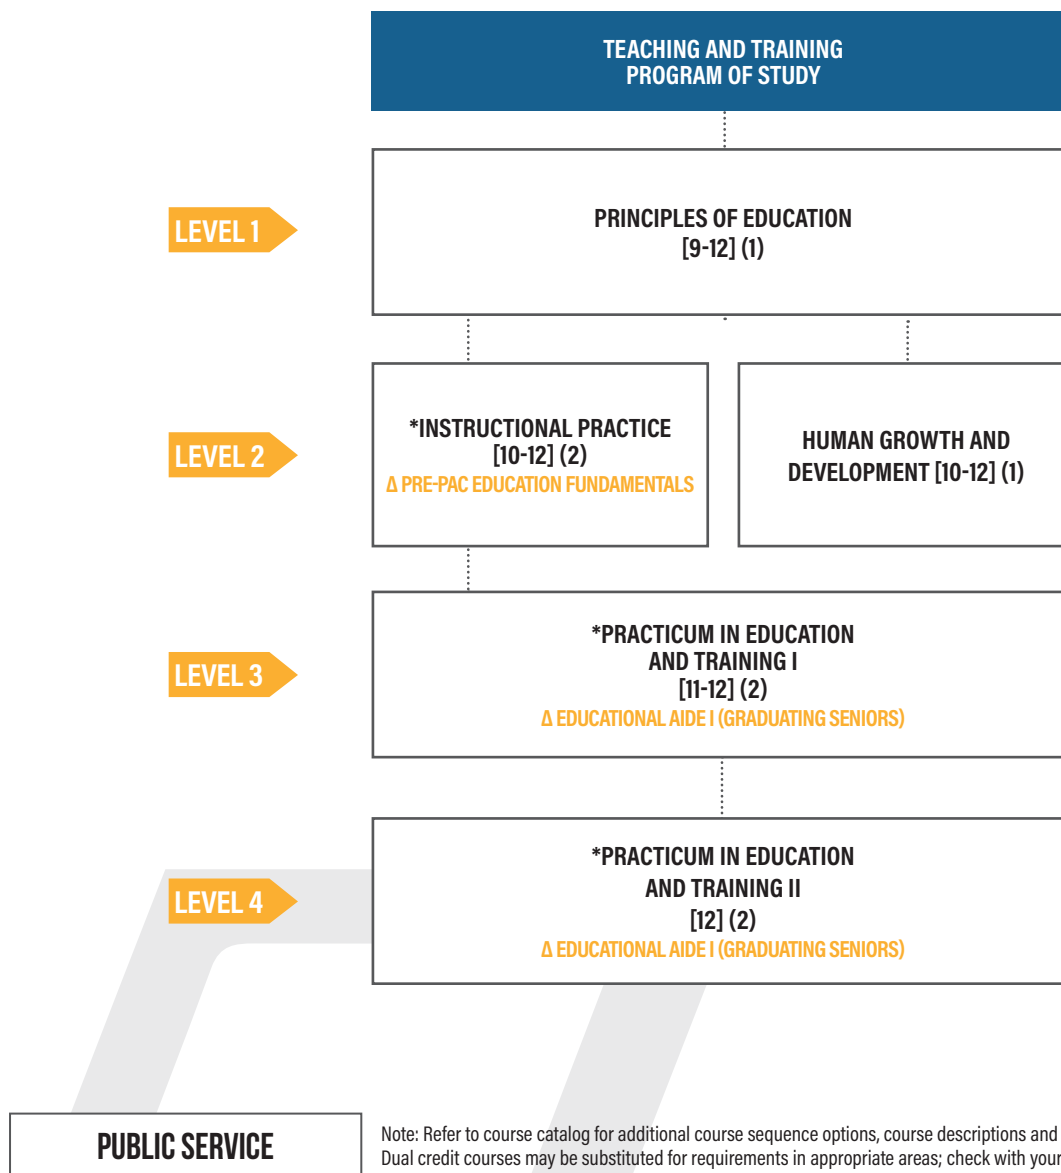 TEACHING AND TRAINING
PROGRAM OF STUDY
LEVEL 1
PRINCIPLES OF EDUCATION
[9-12] (1)
LEVEL 2
*INSTRUCTIONAL PRACTICE
[10-12] (2)
Δ PRE-PAC EDUCATION FUNDAMENTALS
HUMAN GROWTH AND
DEVELOPMENT [10-12] (1)
LEVEL 3
*PRACTICUM IN EDUCATION
AND TRAINING I
[11-12] (2)
Δ EDUCATIONAL AIDE I (GRADUATING SENIORS)
LEVEL 4
*PRACTICUM IN EDUCATION
AND TRAINING II
[12] (2)
Δ EDUCATIONAL AIDE I (GRADUATING SENIORS)
PUBLIC SERVICE
Note: Refer to course catalog for additional course sequence options, course descriptions and
Dual credit courses may be substituted for requirements in appropriate areas; check with your